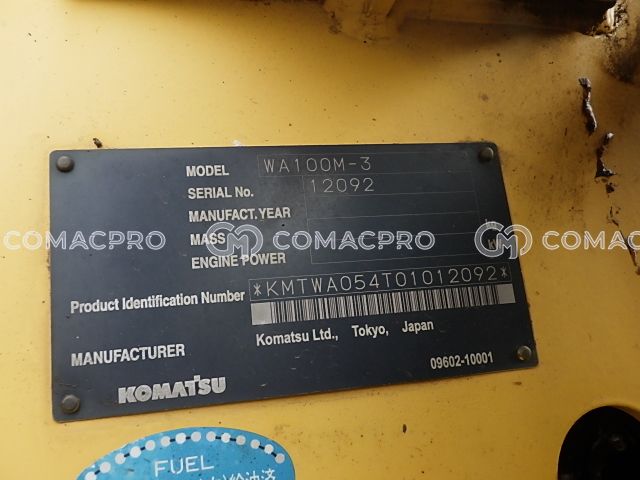 MODEL WA100M-3
SERIAL No. 12092
MANUFACT. YEAR
MASS
ENGINE POWER
COMACPRO COMACPRO COMACPRO
Product Identification Number *KMTWA054T01012092*
MANUFACTURER Komatsu Ltd., Tokyo, Japan
KOMATSU 09602-10001
FUEL